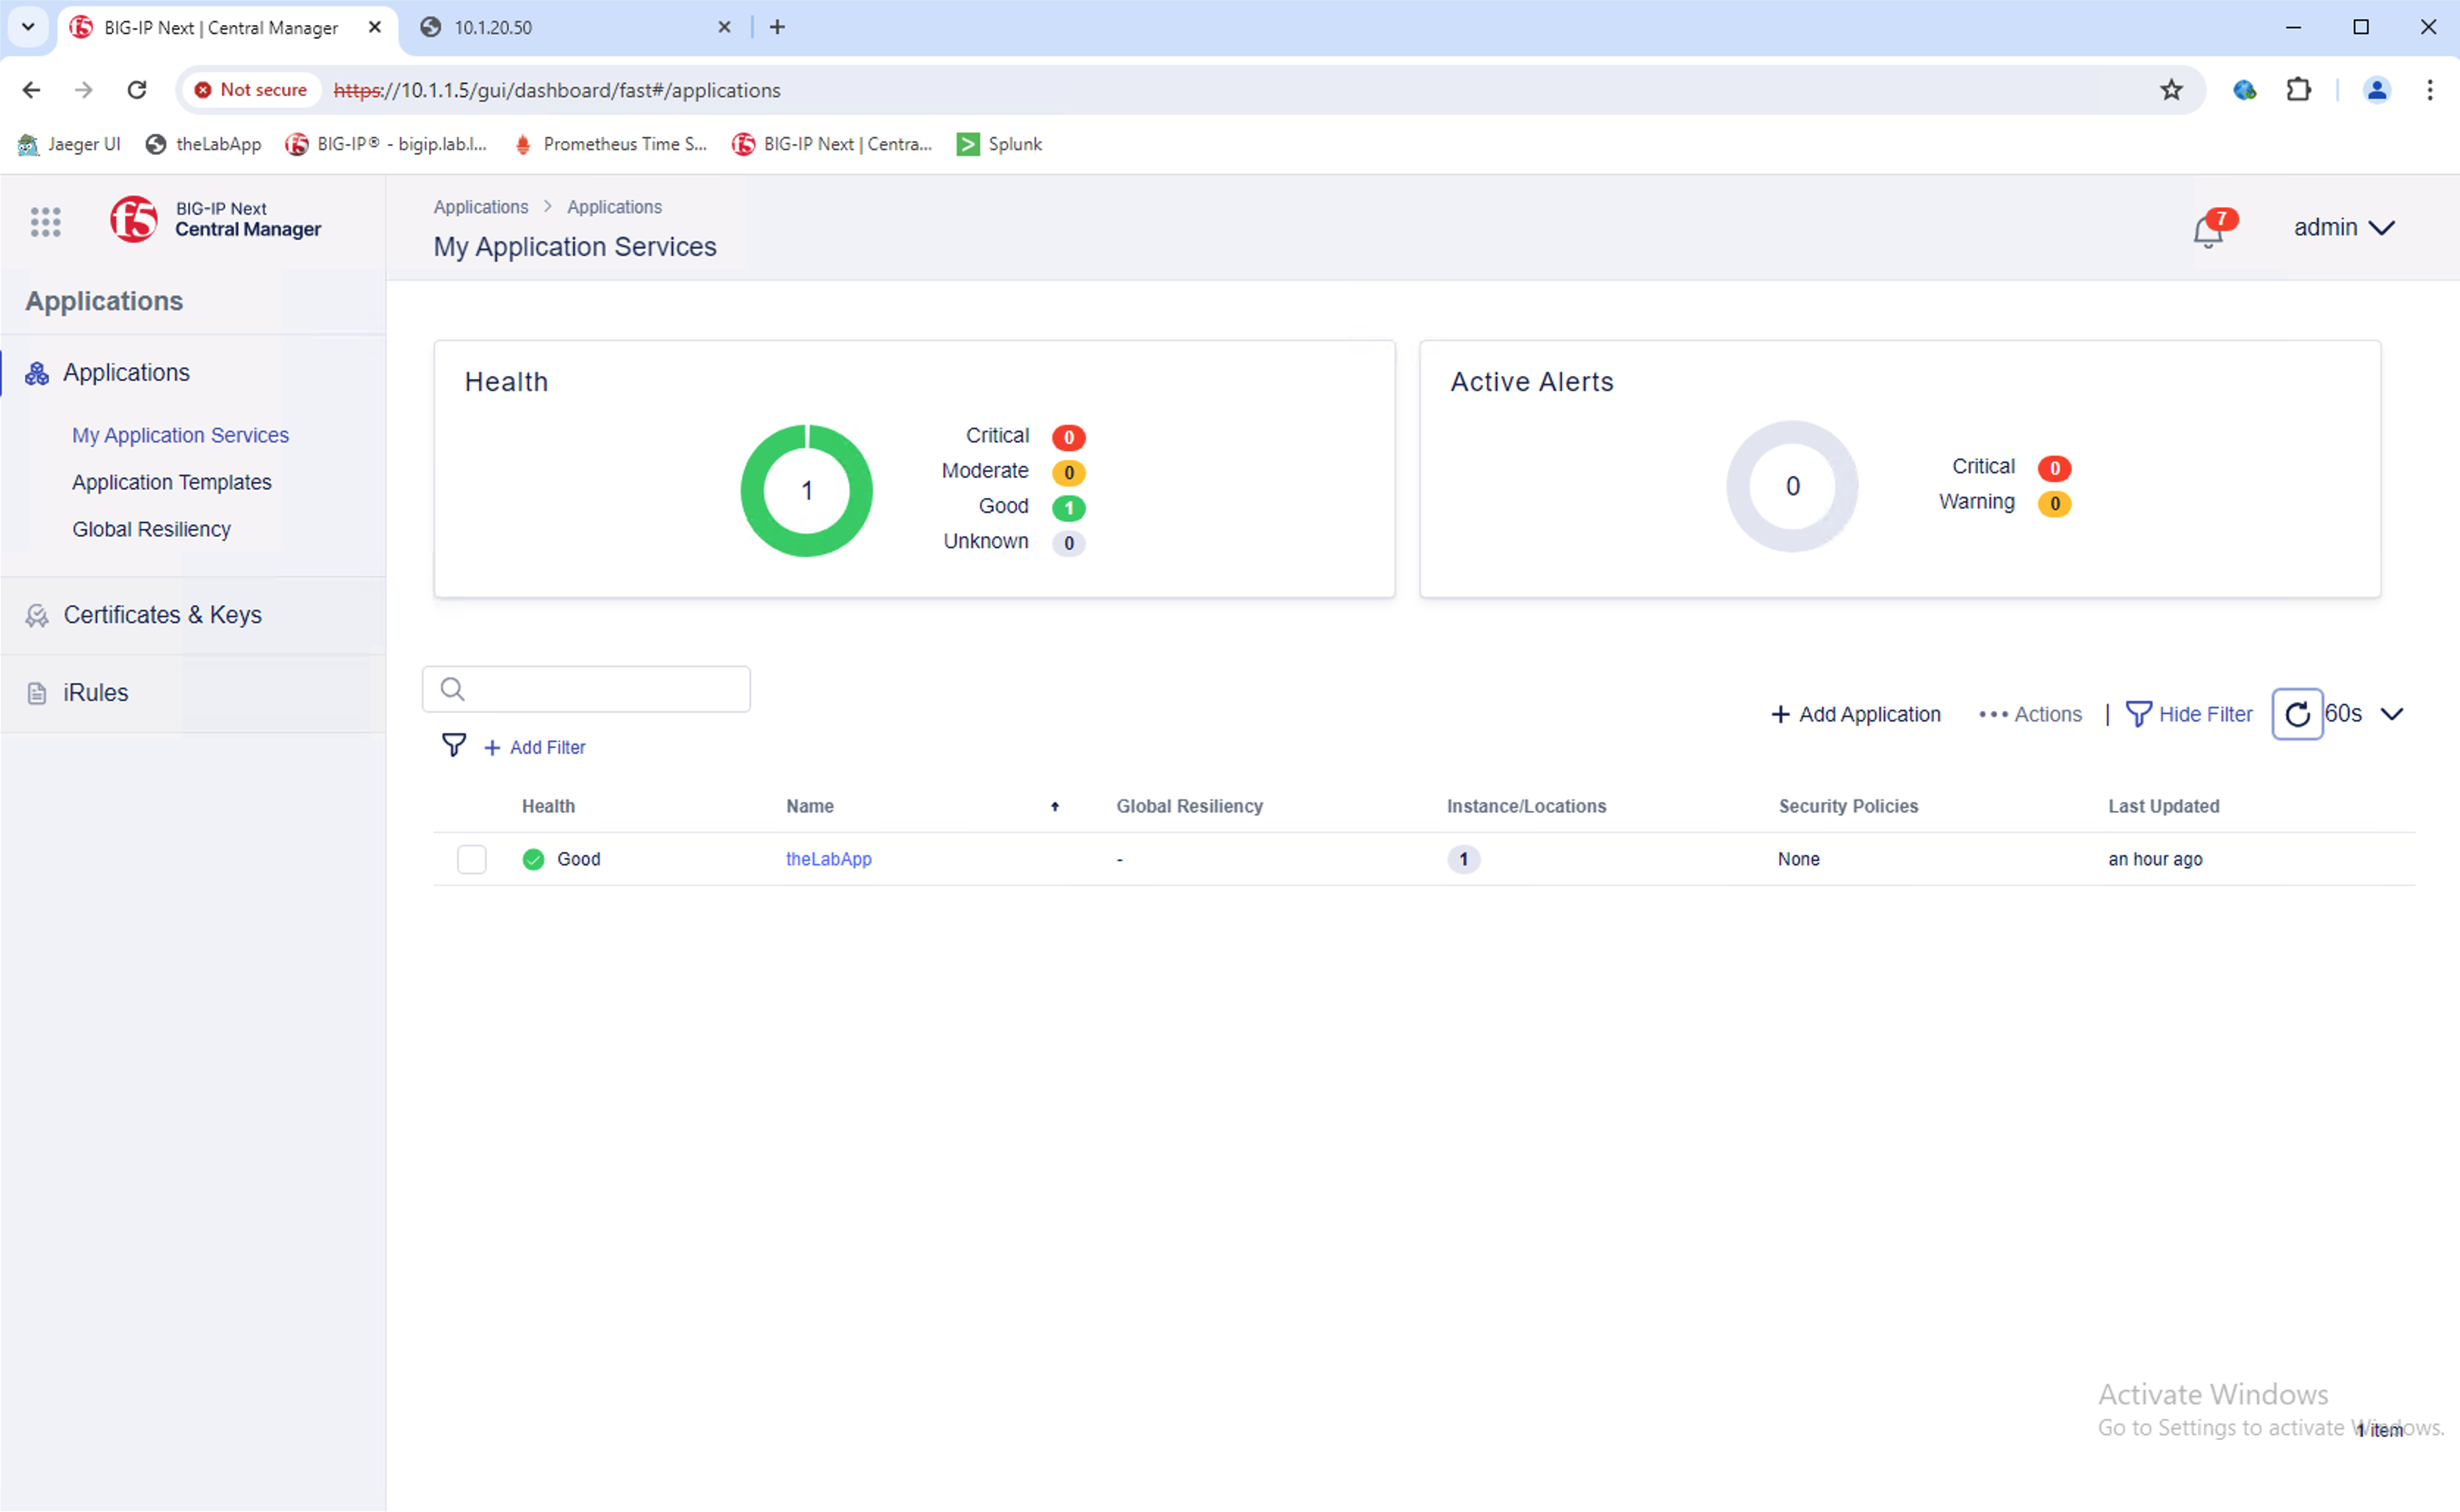 BIG-IP Next | Central Manager
10.1.20.50
Not secure https://10.1.1.5/gui/dashboard/fast#/applications
Jaeger UI theLabApp BIG-IP® - bigip.lab.l... Prometheus Time S... BIG-IP Next | Centra... Splunk
f5 BIG-IP Next
Central Manager
Applications > Applications
My Application Services
7
admin
Applications
Applications
My Application Services
Application Templates
Global Resiliency
Certificates & Keys
iRules
Health
1
Critical 0
Moderate 0
Good 1
Unknown 0
Active Alerts
0
Critical 0
Warning 0
+ Add Application ••• Actions | Hide Filter 60s
+ Add Filter
Health Name Global Resiliency Instance/Locations Security Policies Last Updated
Good theLabApp - 1 None an hour ago
Activate Windows
Go to Settings to activate Windows.
1 item